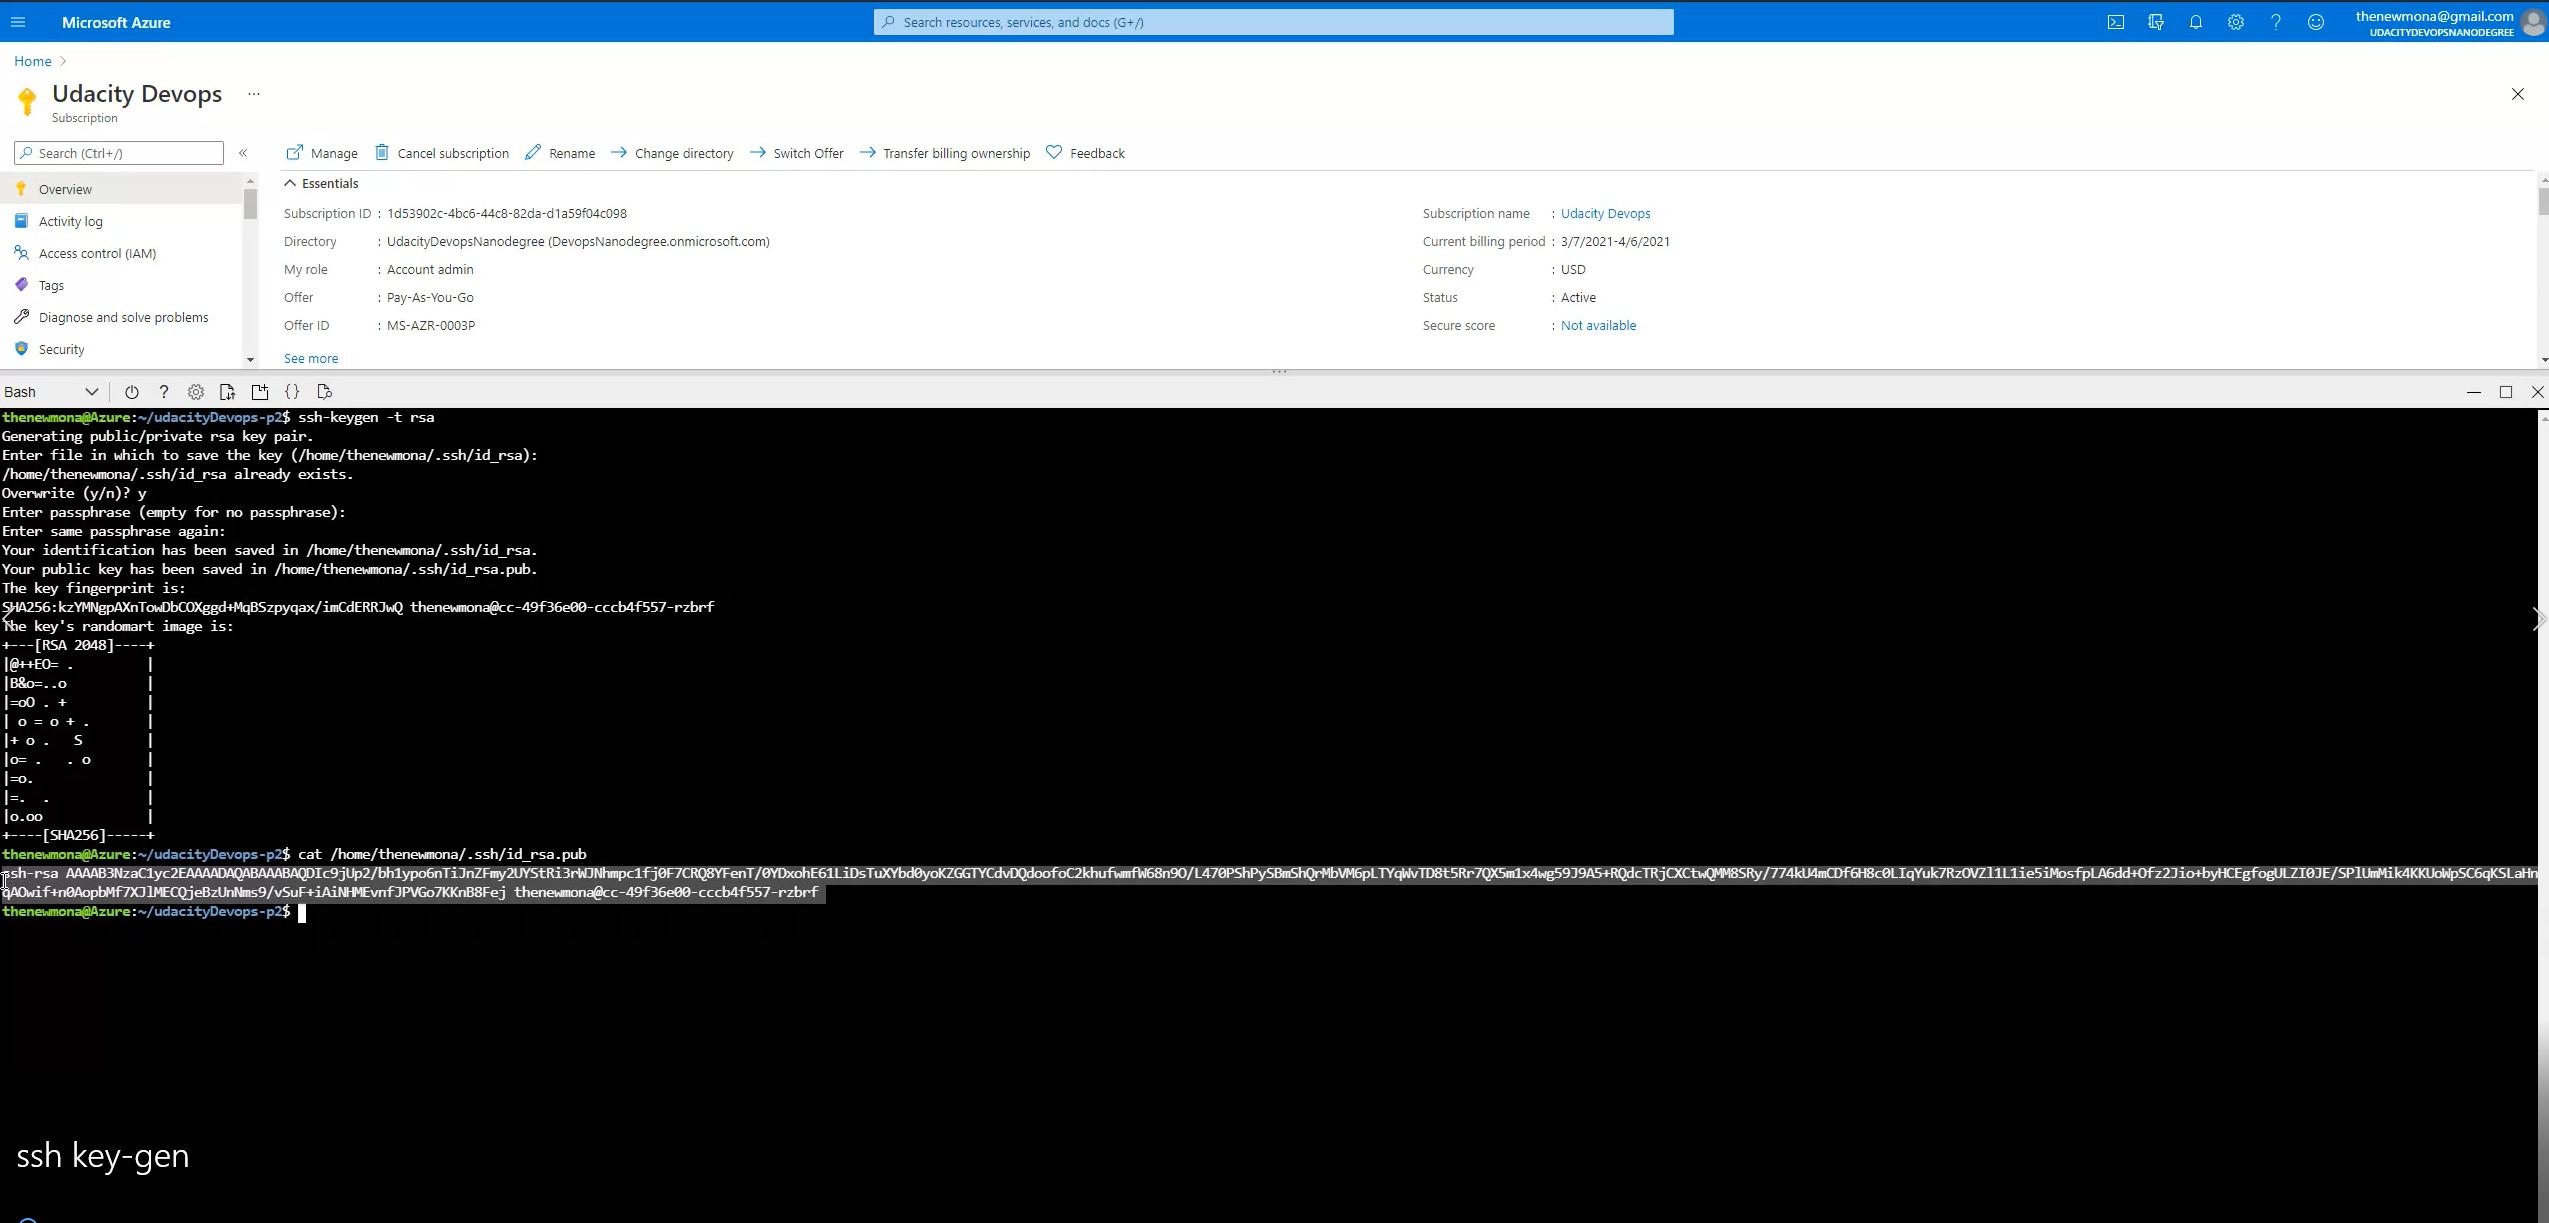 Microsoft Azure
Search resources, services, and docs (G+/)
thenewmona@gmail.com
UDACITYDEVOPSNANODEGREE
Home >
Udacity Devops ...
Subscription
Search (Ctrl+/) «
Manage Cancel subscription Rename Change directory Switch Offer Transfer billing ownership Feedback
Overview
Activity log
Access control (IAM)
Tags
Diagnose and solve problems
Security
Essentials
Subscription ID : 1d53902c-4bc6-44c8-82da-d1a59f04c098
Directory : UdacityDevopsNanodegree (DevopsNanodegree.onmicrosoft.com)
My role : Account admin
Offer : Pay-As-You-Go
Offer ID : MS-AZR-0003P
See more
Subscription name : Udacity Devops
Current billing period : 3/7/2021-4/6/2021
Currency : USD
Status : Active
Secure score : Not available
Bash
thenewmona@Azure:~/udacityDevops-p2$ ssh-keygen -t rsa
Generating public/private rsa key pair.
Enter file in which to save the key (/home/thenewmona/.ssh/id_rsa):
/home/thenewmona/.ssh/id_rsa already exists.
Overwrite (y/n)? y
Enter passphrase (empty for no passphrase):
Enter same passphrase again:
Your identification has been saved in /home/thenewmona/.ssh/id_rsa.
Your public key has been saved in /home/thenewmona/.ssh/id_rsa.pub.
The key fingerprint is:
SHA256:kzYMNgpAXnTowDbCOXggd+MqBSzpyqax/imCdERRJwQ thenewmona@cc-49f36e00-cccb4f557-rzbrf
The key's randomart image is:
+---[RSA 2048]----+
|@++EO= .         |
|B&o=..o          |
|=oO . +          |
| o = o + .       |
|+ o .   S        |
|o= .   . o       |
|=o.              |
|=.  .            |
|o.oo             |
+----[SHA256]-----+
thenewmona@Azure:~/udacityDevops-p2$ cat /home/thenewmona/.ssh/id_rsa.pub
ssh-rsa AAAAB3NzaC1yc2EAAAADAQABAAABAQDIc9jUp2/bh1ypo6nTiJnZFmy2UYStRi3rWJNhmpc1fj0F7CRQ8YFenT/0YDxohE61LiDsTuXYbd0yoKZGGTYCdvDQdoofoC2khufwmfW68n9O/L470PShPySBmShQrMbVM6pLTYqWvTD8t5Rr7QX5m1x4wg59J9A5+RQdcTRjCXCtwQMM8SRy/774kU4mCDf6H8c0LIqYuk7RzOVZl1L1ie5iMosfpLA6dd+Ofz2Jio+byHCEgfogULZI0JE/SPlUmMik4KKUoWpSC6qKSLaHn
qAOwif+n0AopbMf7XJlMECQjeBzUnNms9/vSuF+iAiNHMEvnfJPVGo7KKnB8Fej thenewmona@cc-49f36e00-cccb4f557-rzbrf
thenewmona@Azure:~/udacityDevops-p2$
ssh key-gen